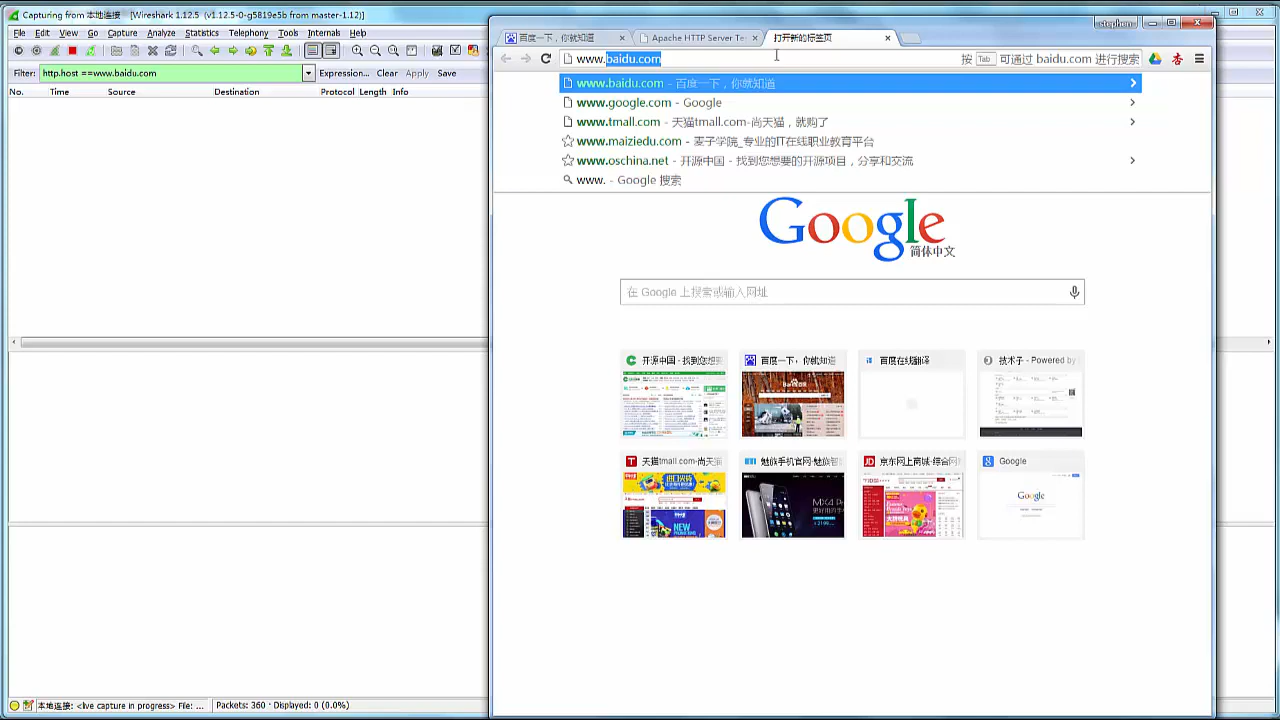 Capturing from 本地连接 [Wireshark 1.12.5 (v1.12.5-0-g5819e5b from master-1.12)]
File Edit View Go Capture Analyze Statistics Telephony Tools Internals Help
Filter: http.host ==www.baidu.com Expression... Clear Apply Save
No. Time Source Destination Protocol Length Info
stephen
百度一下，你就知道 Apache HTTP Server Te 打开新的标签页
www.baidu.com 按 Tab 可通过 baidu.com 进行搜索
www.baidu.com - 百度一下，你就知道
www.google.com - Google
www.tmall.com - 天猫tmall.com-尚天猫，就购了
www.maiziedu.com - 麦子学院_专业的IT在线职业教育平台
www.oschina.net - 开源中国 - 找到您想要的开源项目，分享和交流
www. - Google 搜索
Google
简体中文
在 Google 上搜索或输入网址
开源中国 - 找到您想 百度一下，你就知道 百度在线翻译 技术子 - Powered by
Bai
天猫tmall.com-尚天猫 魅族手机官网-魅族智 京东网上商城-综合网 Google
NEW
MX4 Pro
Google
本地连接: <live capture in progress> File: ... Packets: 360 · Displayed: 0 (0.0%)